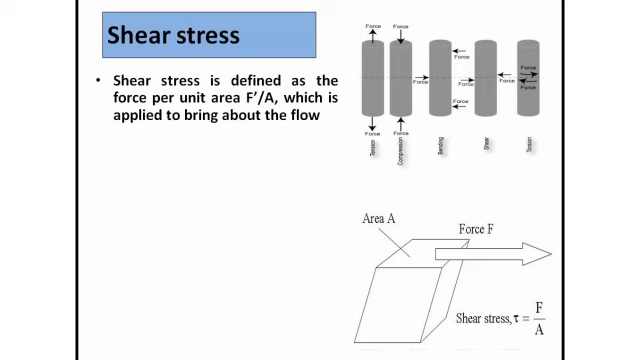 Shear stress
• Shear stress is defined as the
force per unit area F'/A, which is
applied to bring about the flow
Force Force
Force
Force Force Force
Force Force
Force
Force Force
Tension
Compression
Bending
Shear
Torsion
Area A
Force F
Shear stress, τ = F
A